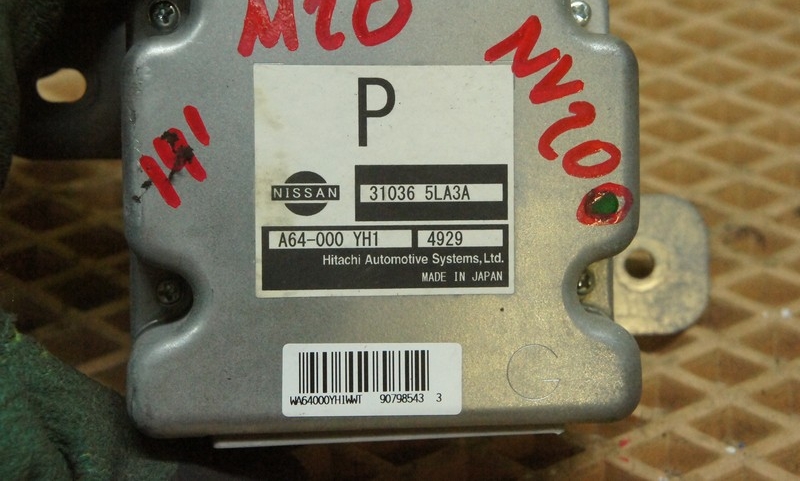 M20
NV200
141
P
NISSAN
31036 5LA3A
A64-000 YH1
4929
Hitachi Automotive Systems,Ltd.
MADE IN JAPAN
WA64000YH1WWT 90798543 3
G